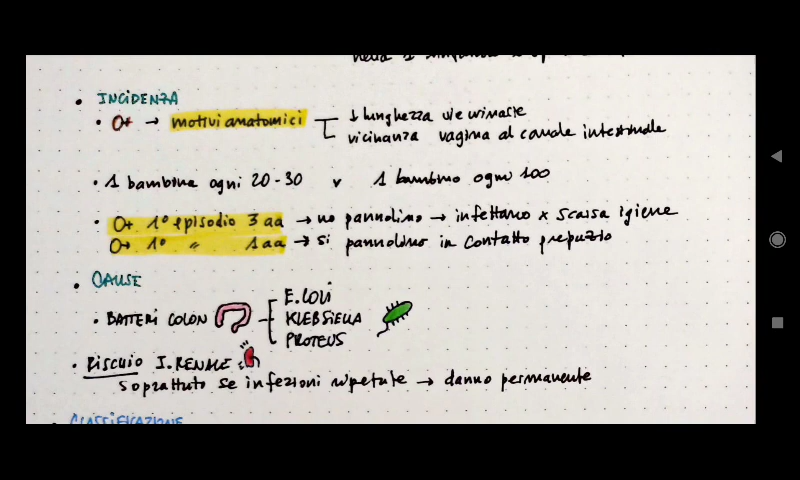 INCIDENZA
♀ → motivi anatomici
↓ lunghezza vie urinarie
vicinanza vagina al canale intestinale
1 bambina ogni 20-30 v 1 bambino ogni 100
♀ 1° episodio 3 aa → no pannolino → infettano x scarsa igiene
♂ 1° " 1 aa → si pannolino in contatto prepuzio
CAUSE
BATTERI COLON
E.COLI
KLEBSIELLA
PROTEUS
RISCHIO I.RENALE
soprattutto se infezioni ripetute → danno permanente
CLASSIFICAZIONE